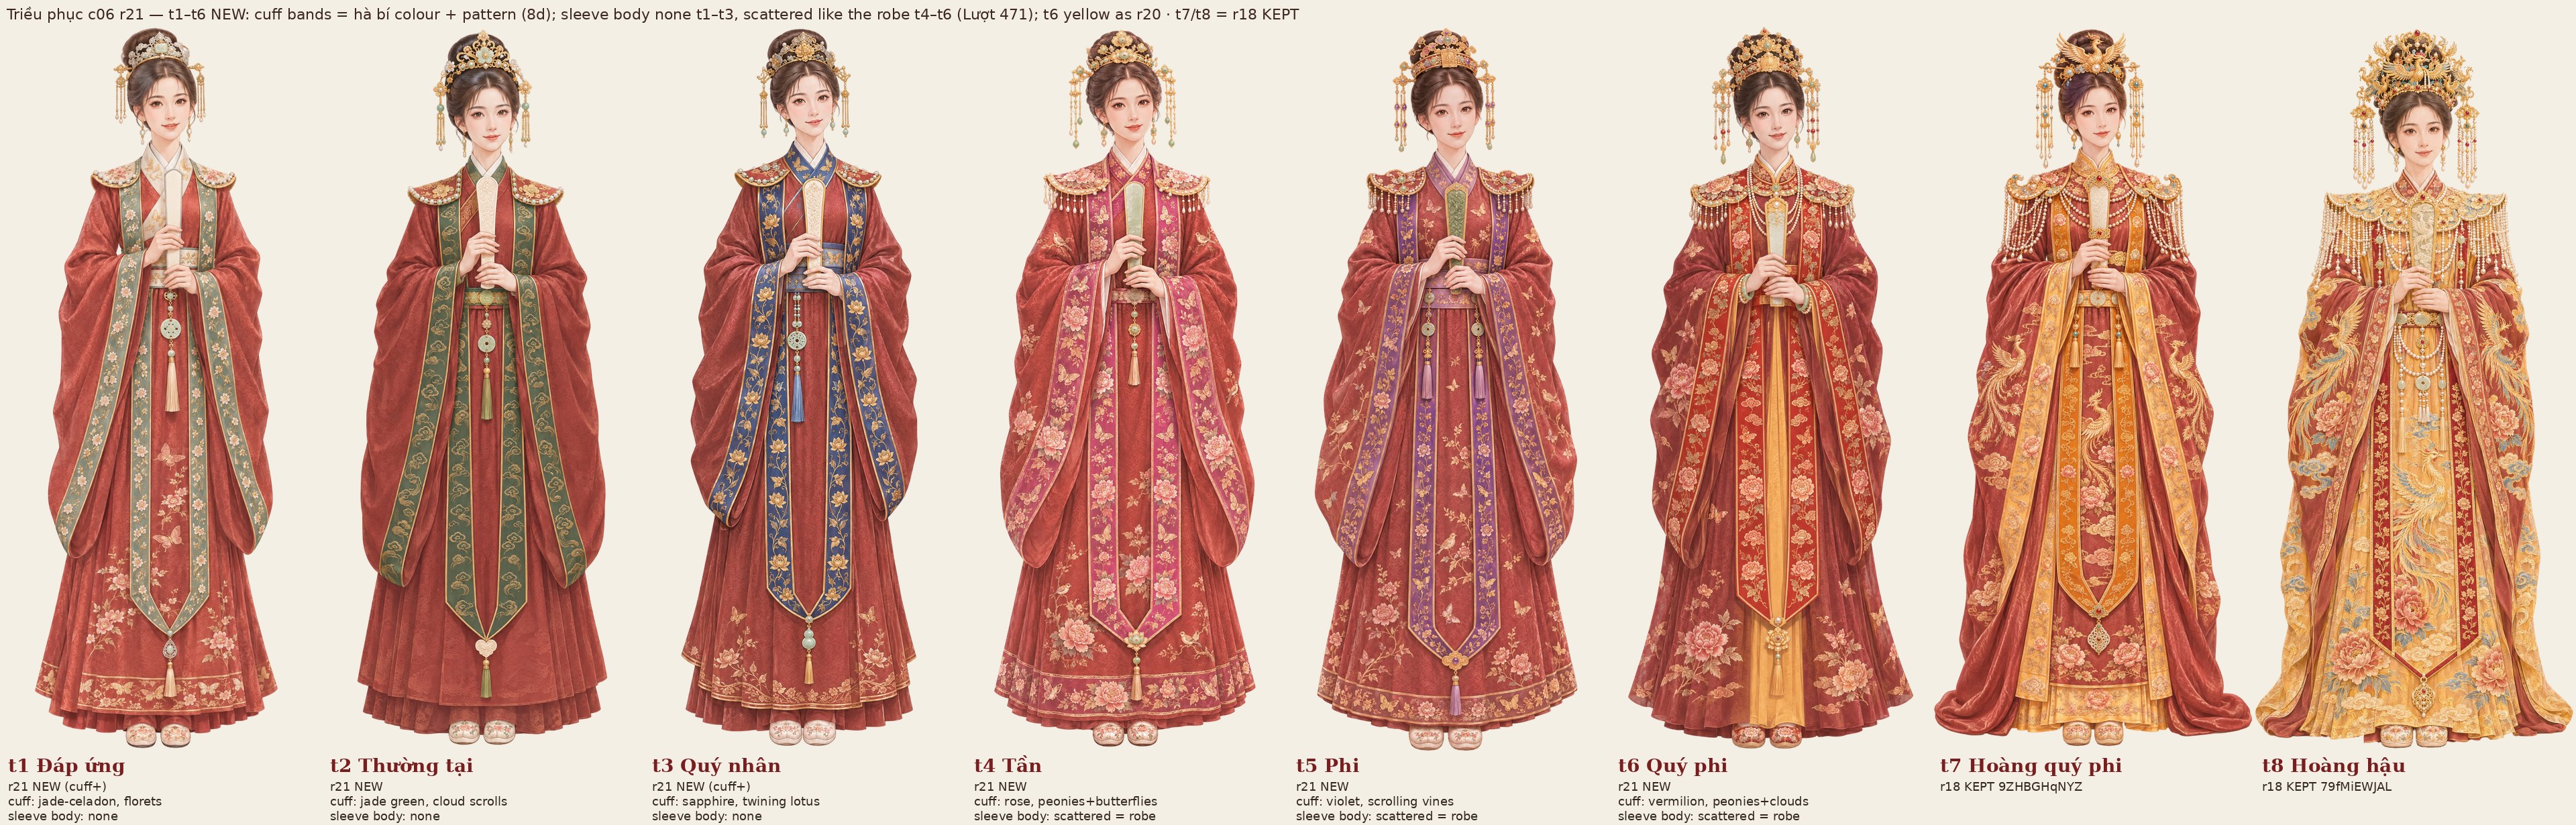 Triều phục c06 r21 — t1–t6 NEW: cuff bands = hà bí colour + pattern (8d); sleeve body none t1–t3, scattered like the robe t4–t6 (Lượt 471); t6 yellow as r20 · t7/t8 = r18 KEPT
t1 Đáp ứng
r21 NEW (cuff+)
cuff: jade-celadon, florets
sleeve body: none
t2 Thường tại
r21 NEW
cuff: jade green, cloud scrolls
sleeve body: none
t3 Quý nhân
r21 NEW (cuff+)
cuff: sapphire, twining lotus
sleeve body: none
t4 Tần
r21 NEW
cuff: rose, peonies+butterflies
sleeve body: scattered = robe
t5 Phi
r21 NEW
cuff: violet, scrolling vines
sleeve body: scattered = robe
t6 Quý phi
r21 NEW
cuff: vermilion, peonies+clouds
sleeve body: scattered = robe
t7 Hoàng quý phi
r18 KEPT 9ZHBGHqNYZ
t8 Hoàng hậu
r18 KEPT 79fMiEWJAL